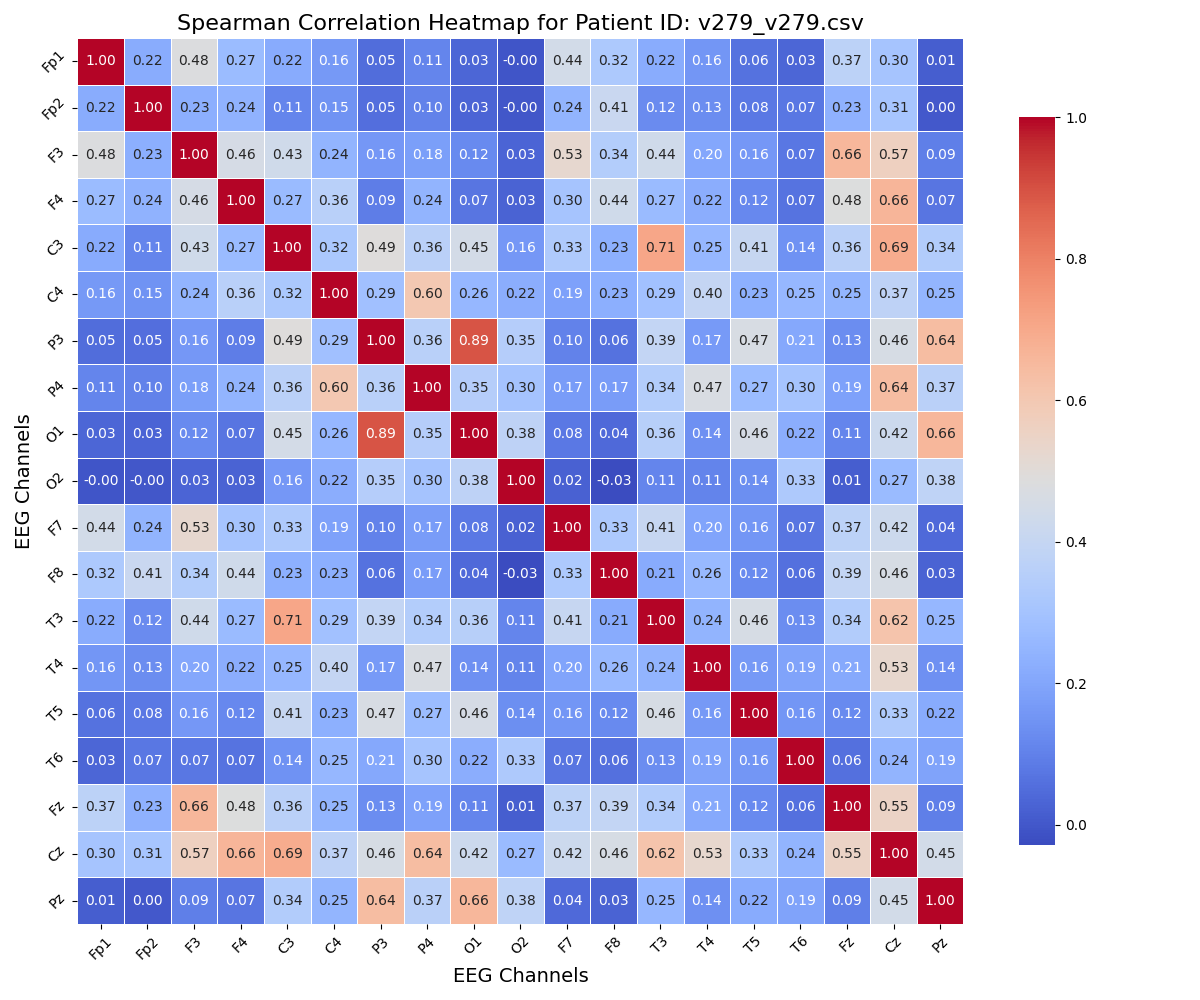 Spearman Correlation Heatmap for Patient ID: v279_v279.csv
Fp1 1.00 0.22 0.48 0.27 0.22 0.16 0.05 0.11 0.03 -0.00 0.44 0.32 0.22 0.16 0.06 0.03 0.37 0.30 0.01
Fp2 0.22 1.00 0.23 0.24 0.11 0.15 0.05 0.10 0.03 -0.00 0.24 0.41 0.12 0.13 0.08 0.07 0.23 0.31 0.00
F3 0.48 0.23 1.00 0.46 0.43 0.24 0.16 0.18 0.12 0.03 0.53 0.34 0.44 0.20 0.16 0.07 0.66 0.57 0.09
F4 0.27 0.24 0.46 1.00 0.27 0.36 0.09 0.24 0.07 0.03 0.30 0.44 0.27 0.22 0.12 0.07 0.48 0.66 0.07
C3 0.22 0.11 0.43 0.27 1.00 0.32 0.49 0.36 0.45 0.16 0.33 0.23 0.71 0.25 0.41 0.14 0.36 0.69 0.34
C4 0.16 0.15 0.24 0.36 0.32 1.00 0.29 0.60 0.26 0.22 0.19 0.23 0.29 0.40 0.23 0.25 0.25 0.37 0.25
P3 0.05 0.05 0.16 0.09 0.49 0.29 1.00 0.36 0.89 0.35 0.10 0.06 0.39 0.17 0.47 0.21 0.13 0.46 0.64
P4 0.11 0.10 0.18 0.24 0.36 0.60 0.36 1.00 0.35 0.30 0.17 0.17 0.34 0.47 0.27 0.30 0.19 0.64 0.37
O1 0.03 0.03 0.12 0.07 0.45 0.26 0.89 0.35 1.00 0.38 0.08 0.04 0.36 0.14 0.46 0.22 0.11 0.42 0.66
O2 -0.00 -0.00 0.03 0.03 0.16 0.22 0.35 0.30 0.38 1.00 0.02 -0.03 0.11 0.11 0.14 0.33 0.01 0.27 0.38
F7 0.44 0.24 0.53 0.30 0.33 0.19 0.10 0.17 0.08 0.02 1.00 0.33 0.41 0.20 0.16 0.07 0.37 0.42 0.04
F8 0.32 0.41 0.34 0.44 0.23 0.23 0.06 0.17 0.04 -0.03 0.33 1.00 0.21 0.26 0.12 0.06 0.39 0.46 0.03
T3 0.22 0.12 0.44 0.27 0.71 0.29 0.39 0.34 0.36 0.11 0.41 0.21 1.00 0.24 0.46 0.13 0.34 0.62 0.25
T4 0.16 0.13 0.20 0.22 0.25 0.40 0.17 0.47 0.14 0.11 0.20 0.26 0.24 1.00 0.16 0.19 0.21 0.53 0.14
T5 0.06 0.08 0.16 0.12 0.41 0.23 0.47 0.27 0.46 0.14 0.16 0.12 0.46 0.16 1.00 0.16 0.12 0.33 0.22
T6 0.03 0.07 0.07 0.07 0.14 0.25 0.21 0.30 0.22 0.33 0.07 0.06 0.13 0.19 0.16 1.00 0.06 0.24 0.19
Fz 0.37 0.23 0.66 0.48 0.36 0.25 0.13 0.19 0.11 0.01 0.37 0.39 0.34 0.21 0.12 0.06 1.00 0.55 0.09
Cz 0.30 0.31 0.57 0.66 0.69 0.37 0.46 0.64 0.42 0.27 0.42 0.46 0.62 0.53 0.33 0.24 0.55 1.00 0.45
Pz 0.01 0.00 0.09 0.07 0.34 0.25 0.64 0.37 0.66 0.38 0.04 0.03 0.25 0.14 0.22 0.19 0.09 0.45 1.00
Fp1 Fp2 F3 F4 C3 C4 P3 P4 O1 O2 F7 F8 T3 T4 T5 T6 Fz Cz Pz
EEG Channels
EEG Channels
1.0
0.8
0.6
0.4
0.2
0.0